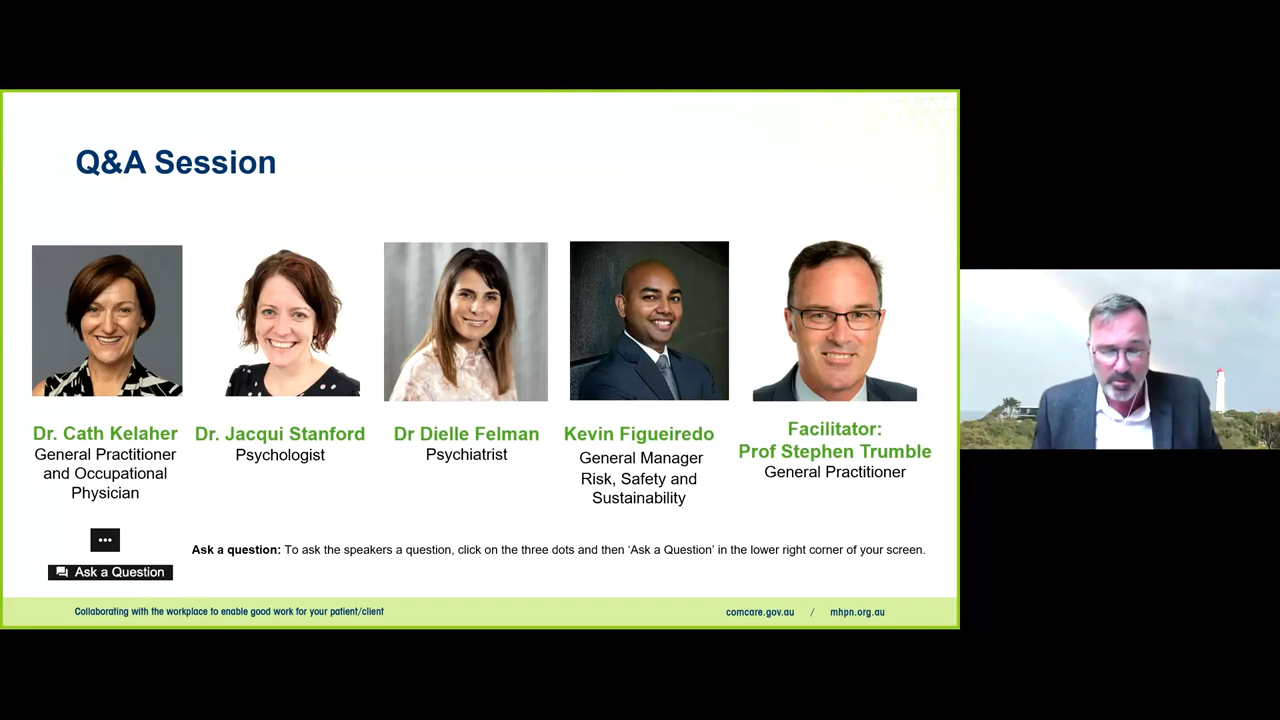 Q&A Session
Dr. Cath Kelaher
General Practitioner
and Occupational
Physician
Dr. Jacqui Stanford
Psychologist
Dr Dielle Felman
Psychiatrist
Kevin Figueiredo
General Manager
Risk, Safety and
Sustainability
Facilitator:
Prof Stephen Trumble
General Practitioner
Ask a Question
Ask a question: To ask the speakers a question, click on the three dots and then ‘Ask a Question’ in the lower right corner of your screen.
Collaborating with the workplace to enable good work for your patient/client
comcare.gov.au / mhpn.org.au